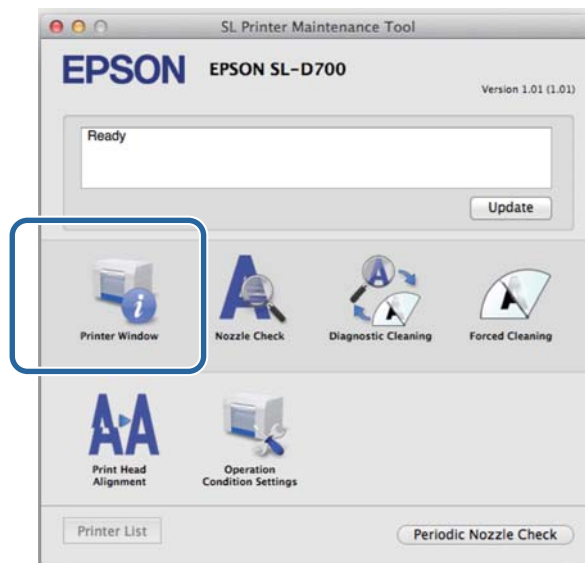 SL Printer Maintenance Tool
EPSON EPSON SL-D700
Version 1.01 (1.01)
Ready
Update
Printer Window
Nozzle Check
Diagnostic Cleaning
Forced Cleaning
Print Head
Alignment
Operation
Condition Settings
Printer List
Periodic Nozzle Check